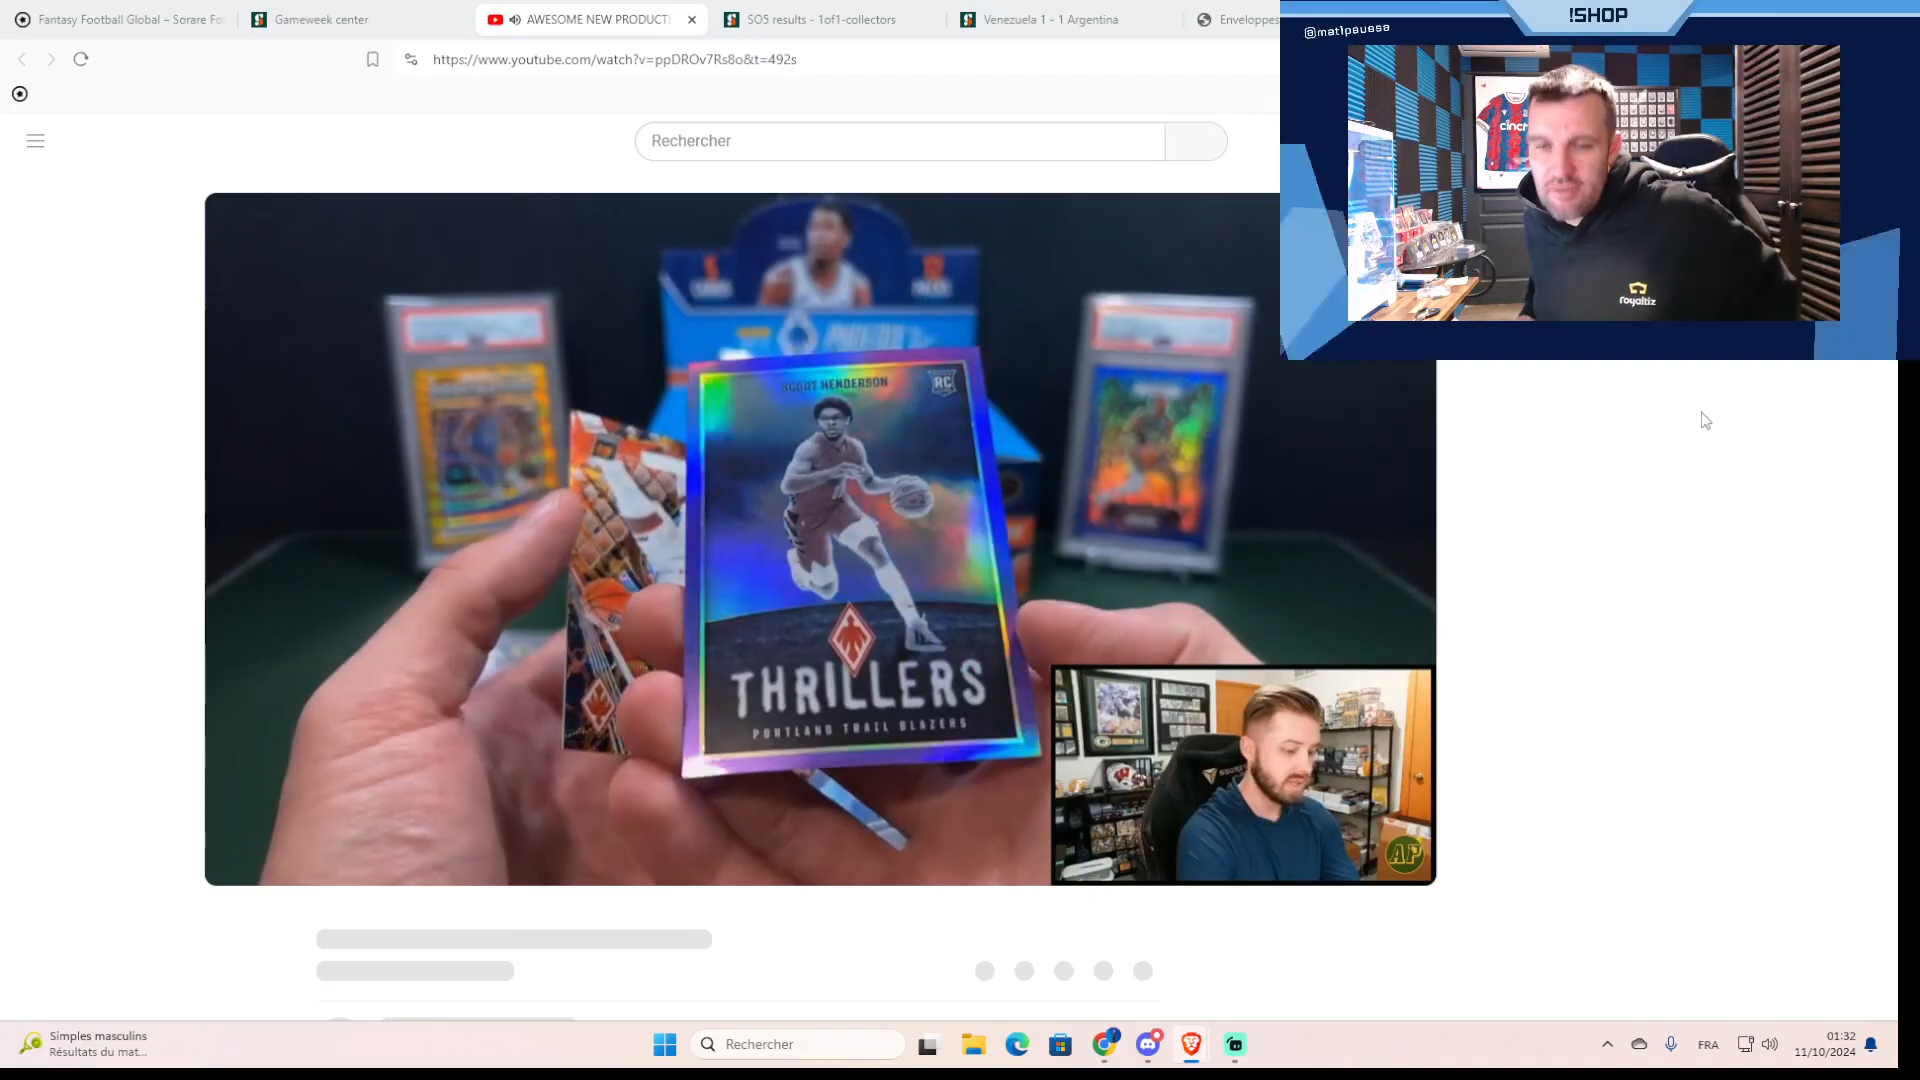 Fantasy Football Global – Sorare Fo
Gameweek center
AWESOME NEW PRODUCT!
SO5 results - 1of1-collectors
Venezuela 1 - 1 Argentina
Enveloppes
!SHOP
@mat1pauesa
https://www.youtube.com/watch?v=ppDROv7Rs8o&t=492s
Rechercher
cinch
royaltiz
SCOOT HENDERSON
RC
THRILLERS
PORTLAND TRAIL BLAZERS
AP
Simples masculins
Résultats du mat...
Rechercher
FRA
01:32
11/10/2024